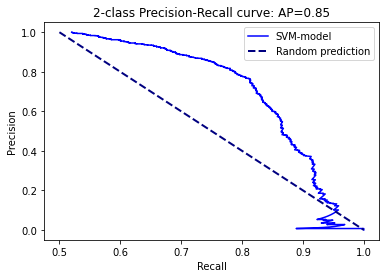 2-class Precision-Recall curve: AP=0.85
SVM-model
Random prediction
Precision
1.0
0.8
0.6
0.4
0.2
0.0
0.5 0.6 0.7 0.8 0.9 1.0
Recall